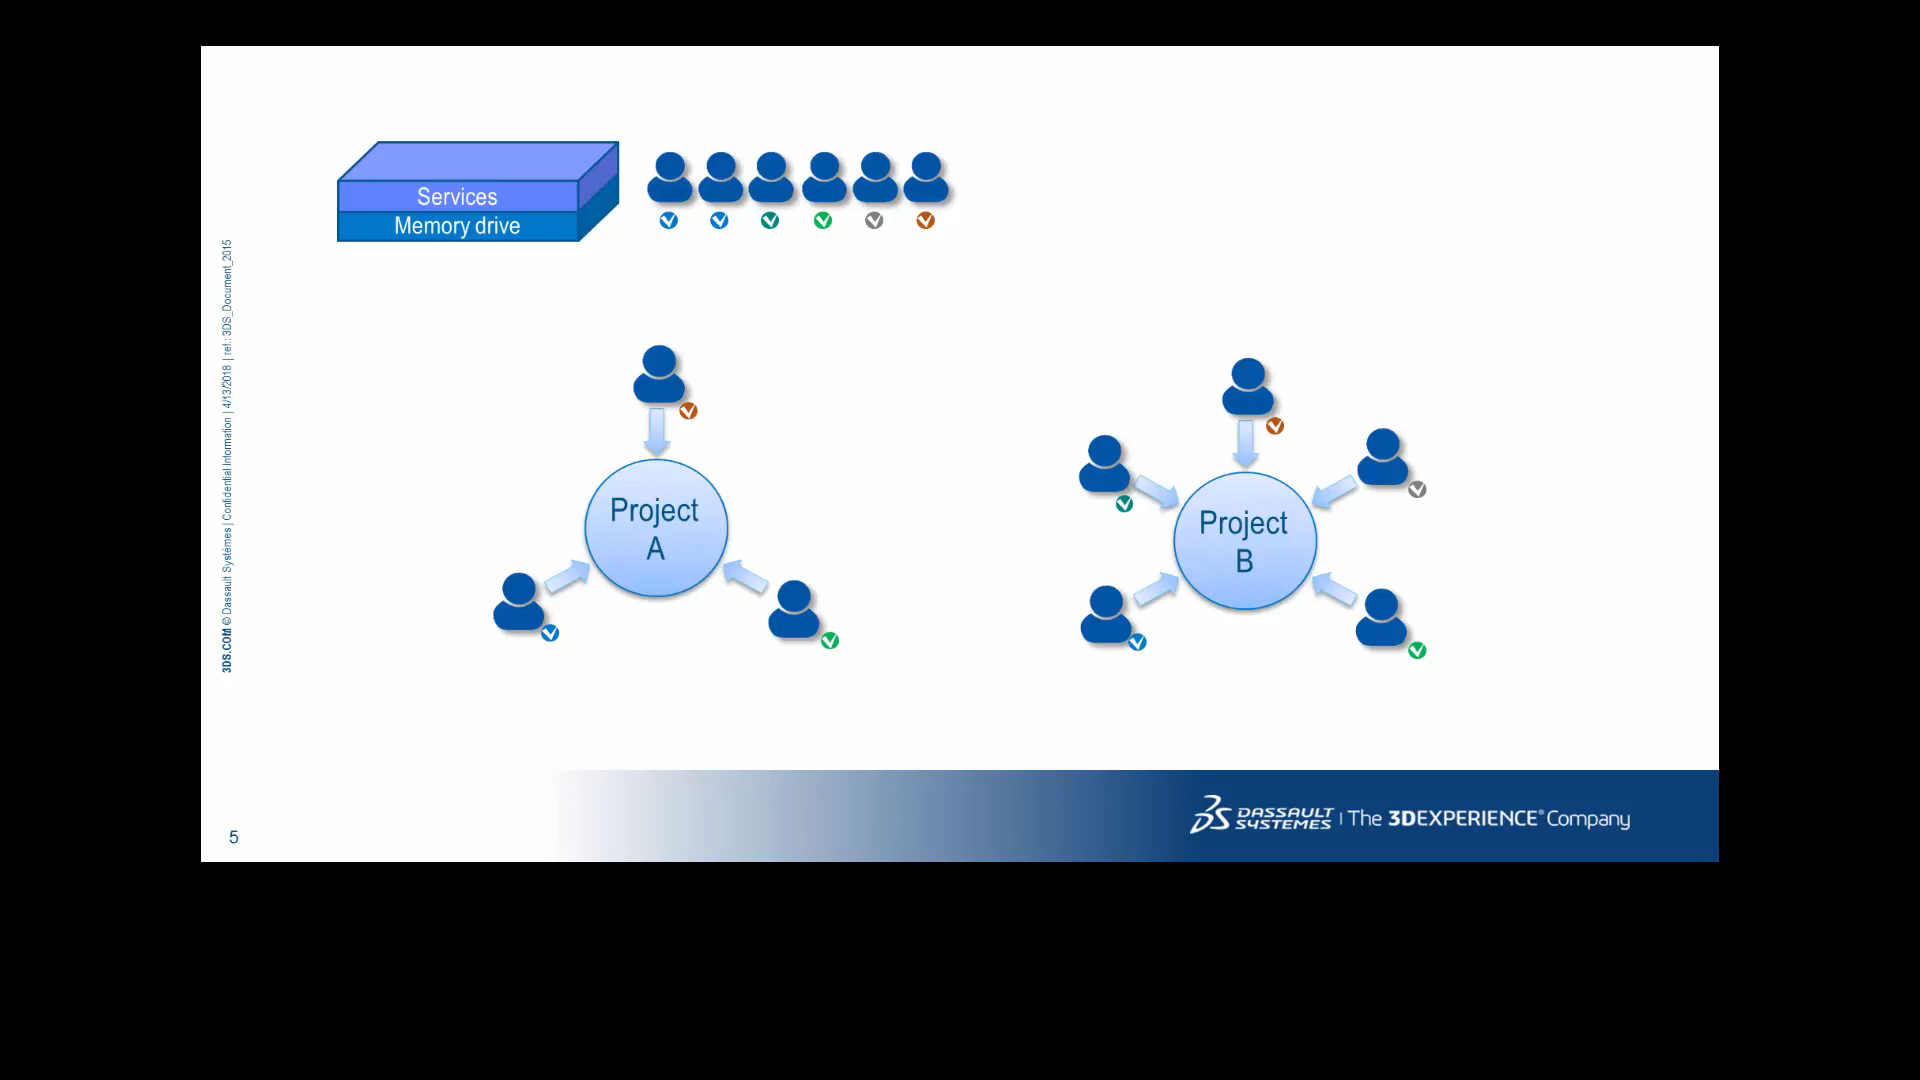 Services
Memory drive
3DS.COM © Dassault Systèmes | Confidential Information | 4/13/2018 | ref.: 3DS_Document_2015
Project
A
Project
B
5
DASSAULT
SYSTEMES | The 3DEXPERIENCE® Company